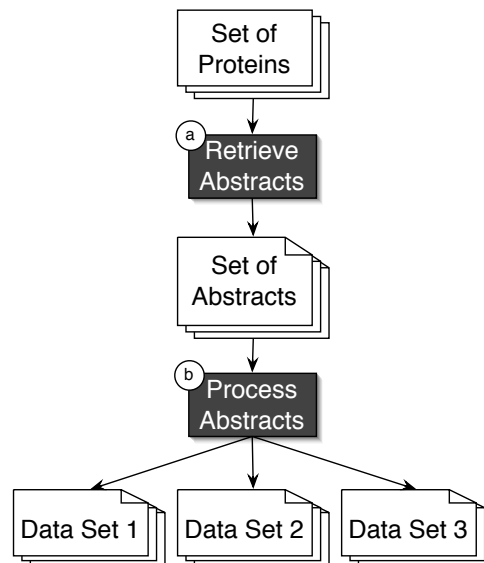 Set of
Proteins
a
Retrieve
Abstracts
Set of
Abstracts
b
Process
Abstracts
Data Set 1
Data Set 2
Data Set 3